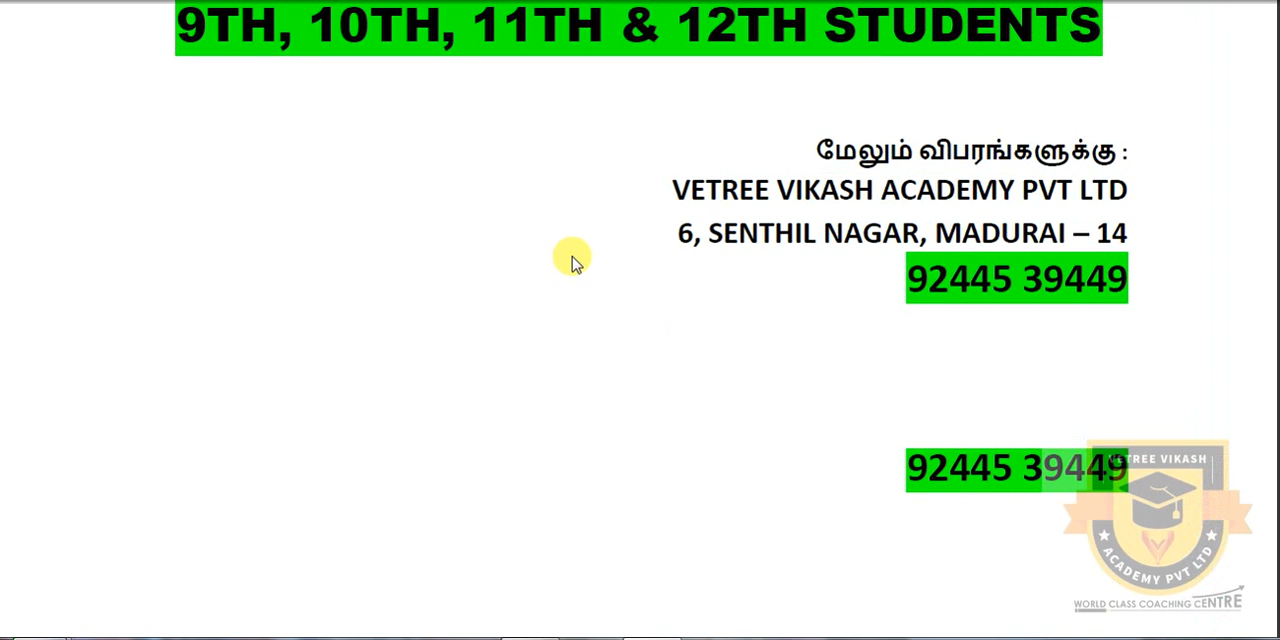 9TH, 10TH, 11TH & 12TH STUDENTS
மேலும் விபரங்களுக்கு :
VETREE VIKASH ACADEMY PVT LTD
6, SENTHIL NAGAR, MADURAI – 14
92445 39449
92445 39449
VETREE VIKASH
ACADEMY PVT LTD
WORLD CLASS COACHING CENTRE